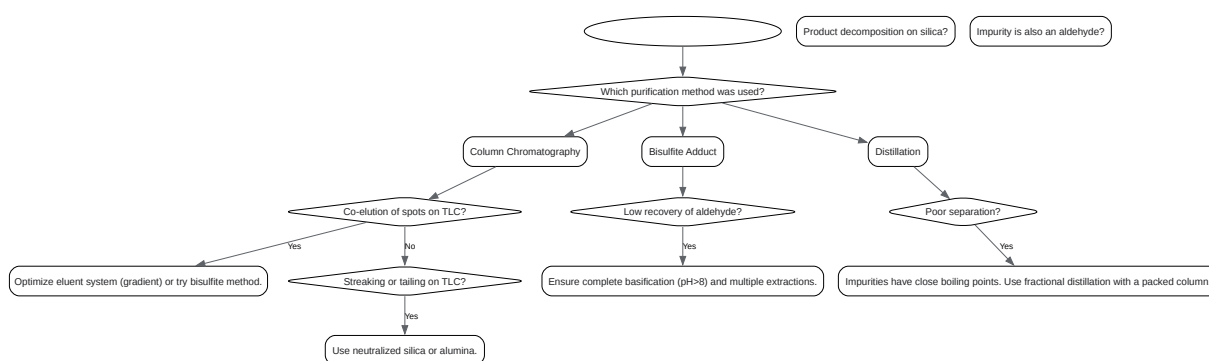 Product decomposition on silica?
Impurity is also an aldehyde?
Which purification method was used?
Column Chromatography
Bisulfite Adduct
Distillation
Co-elution of spots on TLC?
Low recovery of aldehyde?
Poor separation?
Yes
No
Yes
Yes
Optimize eluent system (gradient) or try bisulfite method.
Streaking or tailing on TLC?
Ensure complete basification (pH>8) and multiple extractions.
Impurities have close boiling points. Use fractional distillation with a packed column
Yes
Use neutralized silica or alumina.